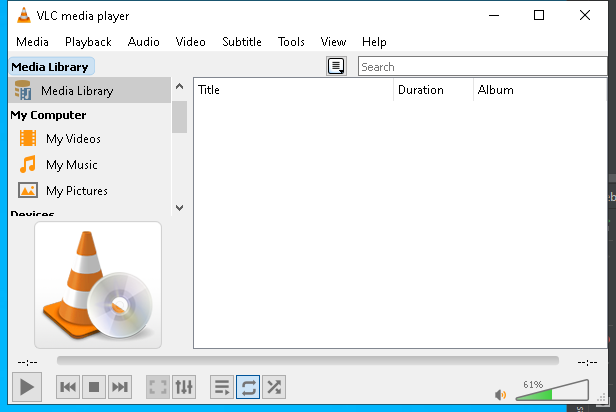 VLC media player
Media Playback Audio Video Subtitle Tools View Help
Media Library
Search
Media Library
Title Duration Album
My Computer
My Videos
My Music
My Pictures
Devices
--:-- --:--
61%